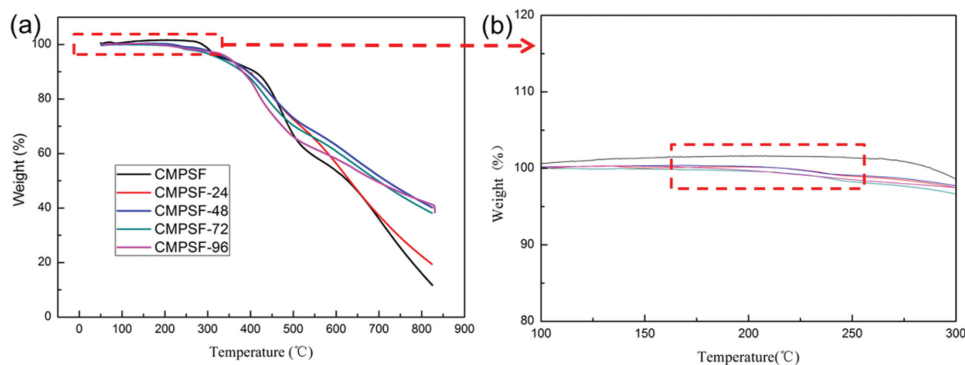 (a)
100
80
60
40
20
0
Weight (%)
CMPSF
CMPSF-24
CMPSF-48
CMPSF-72
CMPSF-96
0 100 200 300 400 500 600 700 800 900
Temperature(℃)
(b)
120
110
100
90
80
Weight (%)
100 150 200 250 300
Temperature(℃)